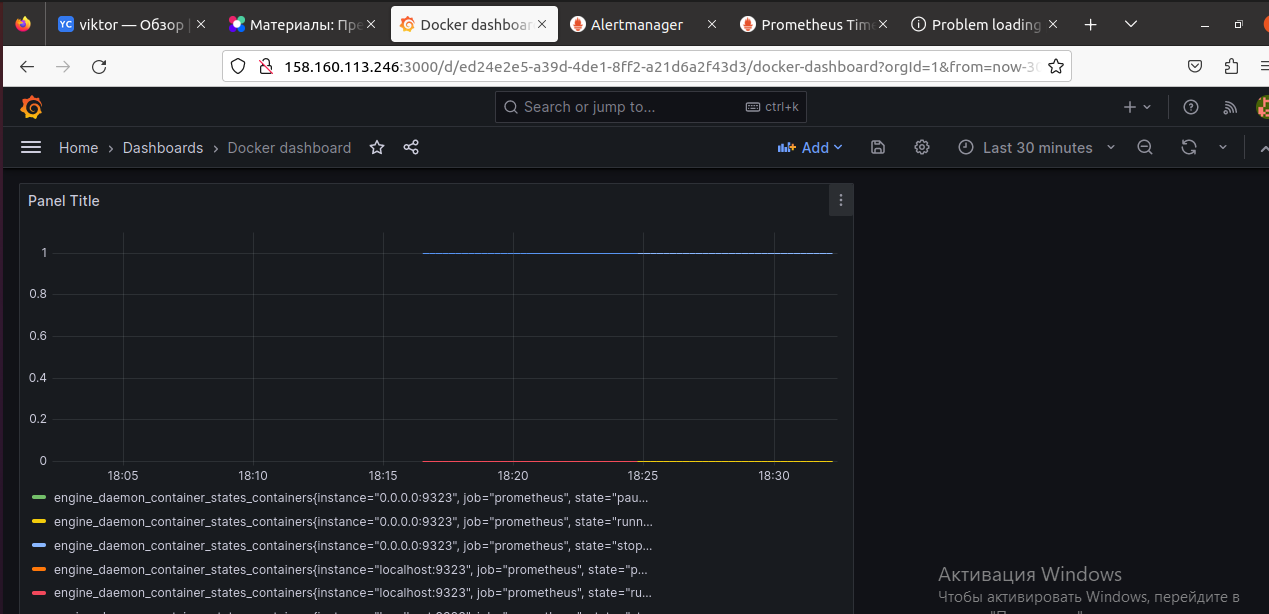 YC viktor — Обзор |
Материалы: Пре
Docker dashboar
Alertmanager
Prometheus Time
Problem loading
158.160.113.246:3000/d/ed24e2e5-a39d-4de1-8ff2-a21d6a2f43d3/docker-dashboard?orgId=1&from=now-30
Search or jump to...
ctrl+k
Home › Dashboards › Docker dashboard
Add
Last 30 minutes
Panel Title
1
0.8
0.6
0.4
0.2
0
18:05 18:10 18:15 18:20 18:25 18:30
engine_daemon_container_states_containers{instance="0.0.0.0:9323", job="prometheus", state="pau...
engine_daemon_container_states_containers{instance="0.0.0.0:9323", job="prometheus", state="runn...
engine_daemon_container_states_containers{instance="0.0.0.0:9323", job="prometheus", state="stop...
engine_daemon_container_states_containers{instance="localhost:9323", job="prometheus", state="p...
engine_daemon_container_states_containers{instance="localhost:9323", job="prometheus", state="ru...
Активация Windows
Чтобы активировать Windows, перейдите в